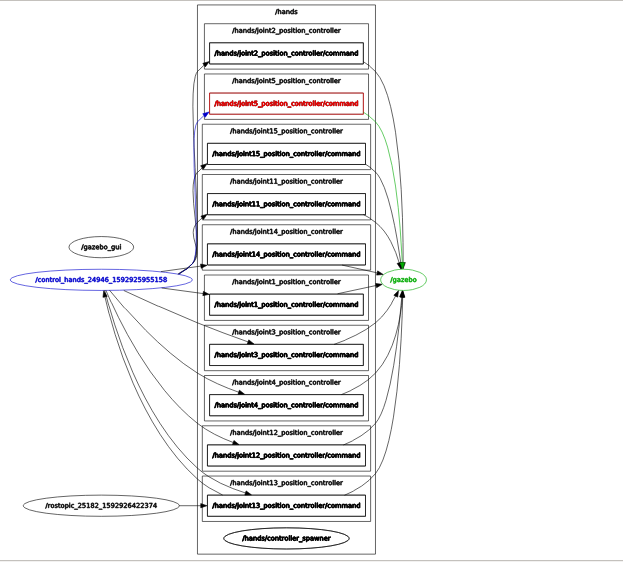 /hands
/hands/joint2_position_controller
/hands/joint2_position_controller/command
/hands/joint5_position_controller
/hands/joint5_position_controller/command
/hands/joint15_position_controller
/hands/joint15_position_controller/command
/hands/joint11_position_controller
/hands/joint11_position_controller/command
/hands/joint14_position_controller
/gazebo_gui
/hands/joint14_position_controller/command
/control_hands_24946_1592925955158
/gazebo
/hands/joint1_position_controller
/hands/joint1_position_controller/command
/hands/joint3_position_controller
/hands/joint3_position_controller/command
/hands/joint4_position_controller
/hands/joint4_position_controller/command
/hands/joint12_position_controller
/hands/joint12_position_controller/command
/hands/joint13_position_controller
/rostopic_25182_1592926422374
/hands/joint13_position_controller/command
/hands/controller_spawner